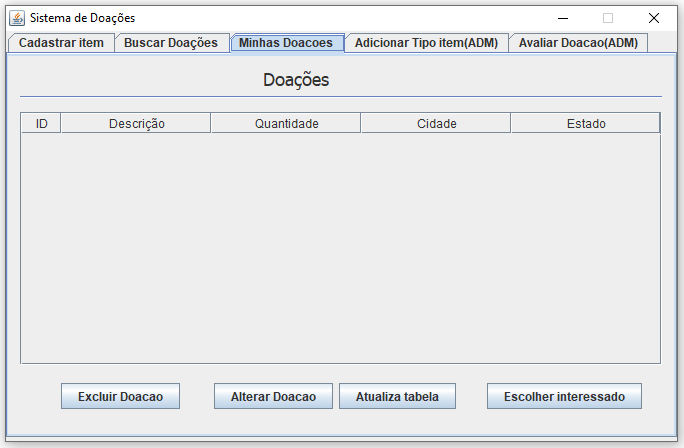 Sistema de Doações
Cadastrar item Buscar Doações Minhas Doacoes Adicionar Tipo item(ADM) Avaliar Doacao(ADM)
Doações
ID Descrição Quantidade Cidade Estado
Excluir Doacao Alterar Doacao Atualiza tabela Escolher interessado